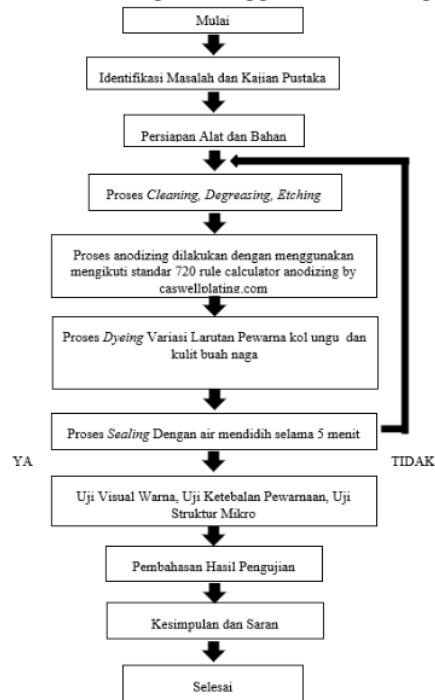 Mulai
Identifikasi Masalah dan Kajian Pustaka
Persiapan Alat dan Bahan
Proses Cleaning, Degreasing, Etching
Proses anodizing dilakukan dengan menggunakan
mengikuti standar 720 rule calculator anodizing by
caswellplating.com
Proses Dyeing Variasi Larutan Pewarna kol ungu dan
kulit buah naga
Proses Sealing Dengan air mendidih selama 5 menit
YA
TIDAK
Uji Visual Warna, Uji Ketebalan Pewarnaan, Uji
Struktur Mikro
Pembahasan Hasil Pengujian
Kesimpulan dan Saran
Selesai